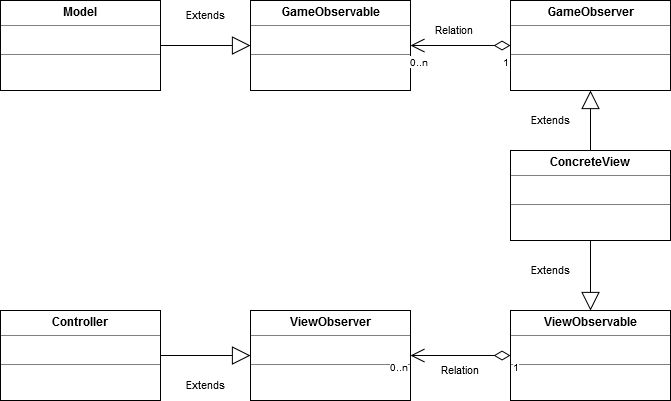 Model
Extends
GameObservable
Relation
GameObserver
0..n
1
Extends
ConcreteView
Extends
Controller
ViewObserver
ViewObservable
0..n
Relation
1
Extends